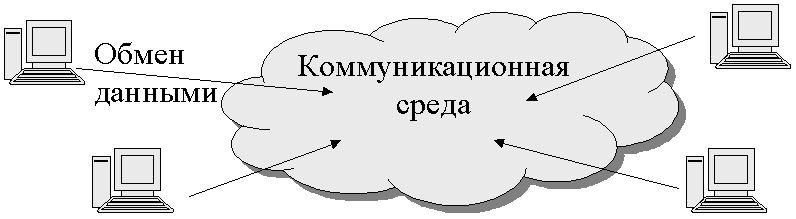 Обмен
данными
Коммуникационная
среда